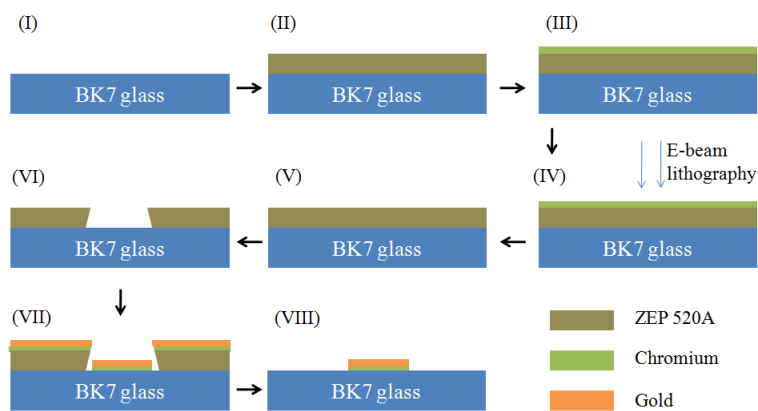 (I)
(II)
(III)
BK7 glass
BK7 glass
BK7 glass
E-beam
lithography
(VI)
(V)
(IV)
BK7 glass
BK7 glass
BK7 glass
(VII)
(VIII)
ZEP 520A
Chromium
BK7 glass
BK7 glass
Gold